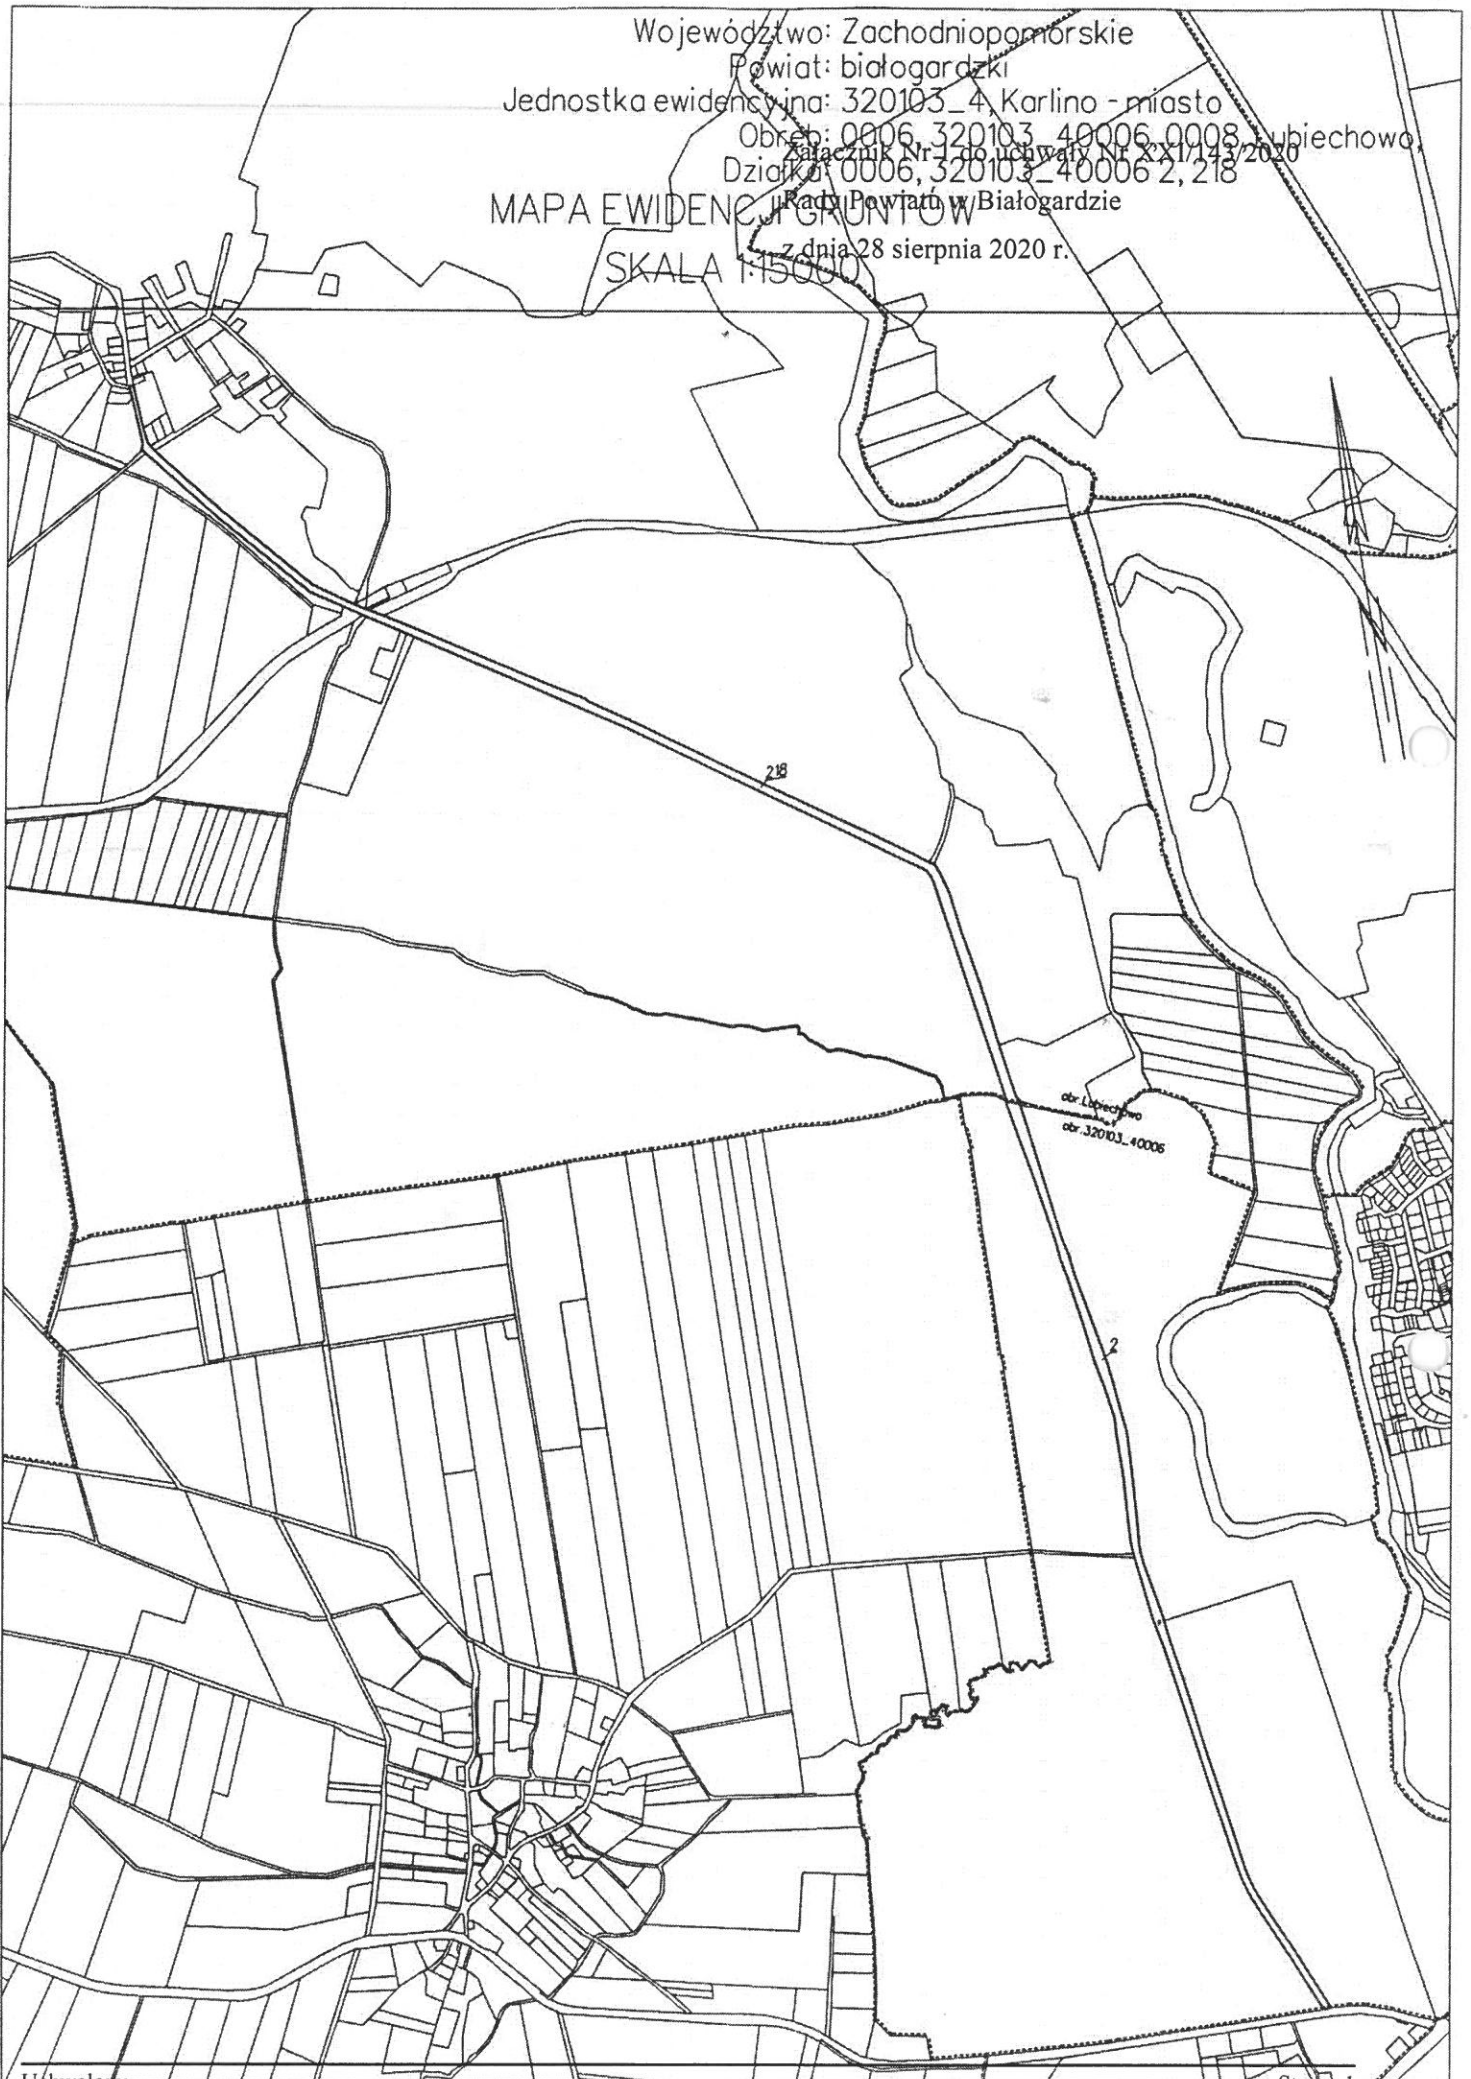 Województwo: Zachodniopomorskie
Powiat: białogardzki
Jednostka ewidencyjna: 320103_4, Karlino - miasto
Obręb: 0006, 320103_40006, 0008, Lubiechowo,
Załącznik Nr 1 do uchwały Nr XXI/143/2020
Działka: 0006, 320103_40006 2, 218
Rady Powiatu w Białogardzie
MAPA EWIDENCJI GRUNTÓW
z dnia 28 sierpnia 2020 r.
SKALA 1:15000
218
obr.Lubiechowo
obr.320103_40006
2